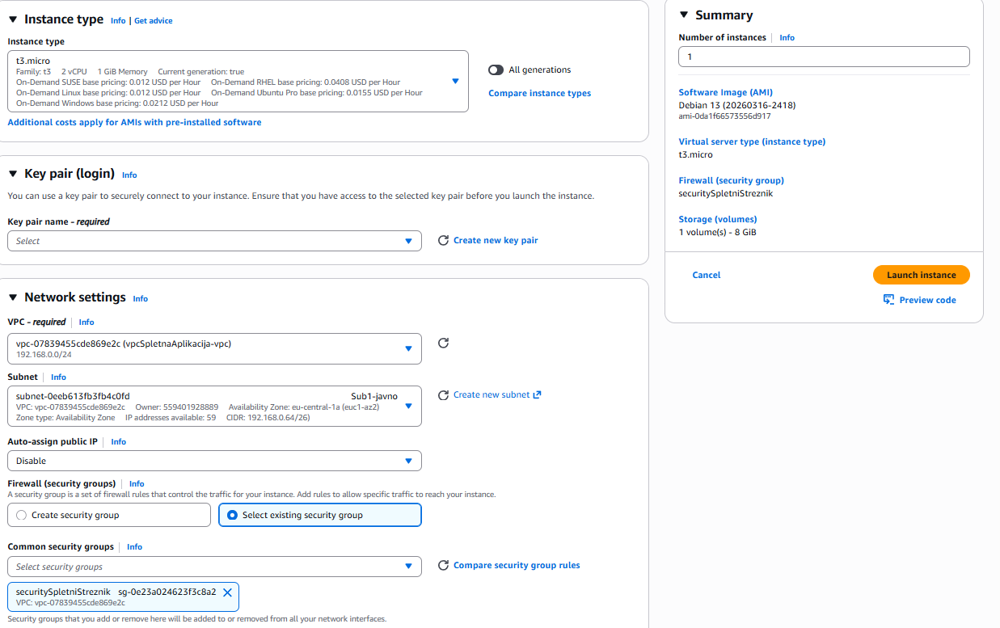 Instance type Info | Get advice
Instance type
t3.micro
Family: t3 2 vCPU 1 GiB Memory Current generation: true
On-Demand SUSE base pricing: 0.012 USD per Hour On-Demand RHEL base pricing: 0.0408 USD per Hour
On-Demand Linux base pricing: 0.012 USD per Hour On-Demand Ubuntu Pro base pricing: 0.0155 USD per Hour
On-Demand Windows base pricing: 0.0212 USD per Hour
All generations
Compare instance types
Additional costs apply for AMIs with pre-installed software
Key pair (login) Info
You can use a key pair to securely connect to your instance. Ensure that you have access to the selected key pair before you launch the instance.
Key pair name - required
Select
Create new key pair
Network settings Info
VPC - required Info
vpc-07839455cde869e2c (vpcSpletnaAplikacija-vpc)
192.168.0.0/24
Subnet Info
subnet-0eeb613fb3fb4c0fd Sub1-javno
VPC: vpc-07839455cde869e2c Owner: 559401928889 Availability Zone: eu-central-1a (euc1-az2)
Zone type: Availability Zone IP addresses available: 59 CIDR: 192.168.0.64/26)
Create new subnet
Auto-assign public IP Info
Disable
Firewall (security groups) Info
A security group is a set of firewall rules that control the traffic for your instance. Add rules to allow specific traffic to reach your instance.
Create security group
Select existing security group
Common security groups Info
Select security groups
Compare security group rules
securitySpletniStreznik sg-0e23a024623f3c8a2
VPC: vpc-07839455cde869e2c
Security groups that you add or remove here will be added to or removed from all your network interfaces.
Summary
Number of instances Info
1
Software Image (AMI)
Debian 13 (20260316-2418)
ami-0da1f66573556d917
Virtual server type (instance type)
t3.micro
Firewall (security group)
securitySpletniStreznik
Storage (volumes)
1 volume(s) - 8 GiB
Cancel
Launch instance
Preview code